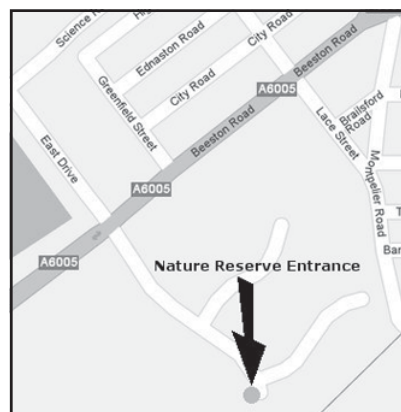 Science Road
Ednaston Road
City Road
City Road
Greenfield Street
Beeston Road
A6005
Beeston Road
Lace Street
Brailsford
Road
Montpelier Road
East Drive
A6005
A6005
Nature Reserve Entrance